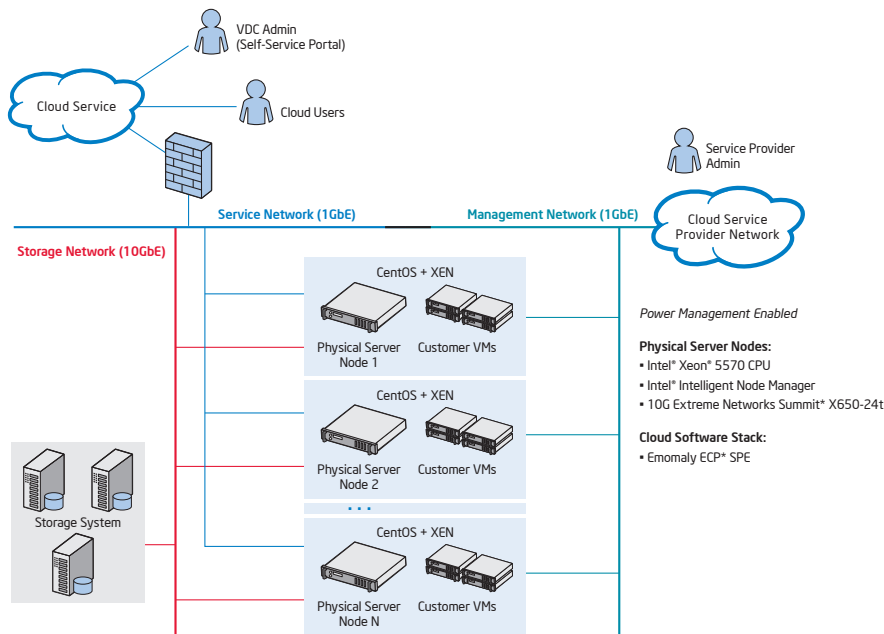 VDC Admin
(Self-Service Portal)
Cloud Service
Cloud Users
Service Provider
Admin
Service Network (1GbE)
Management Network (1GbE)
Cloud Service
Provider Network
Storage Network (10GbE)
CentOS + XEN
Physical Server
Node 1
Customer VMs
Power Management Enabled
Physical Server Nodes:
▪ Intel® Xeon® 5570 CPU
▪ Intel® Intelligent Node Manager
▪ 10G Extreme Networks Summit* X650-24t
Cloud Software Stack:
▪ Emomaly ECP* SPE
CentOS + XEN
Physical Server
Node 2
Customer VMs
Storage System
...
CentOS + XEN
Physical Server
Node N
Customer VMs